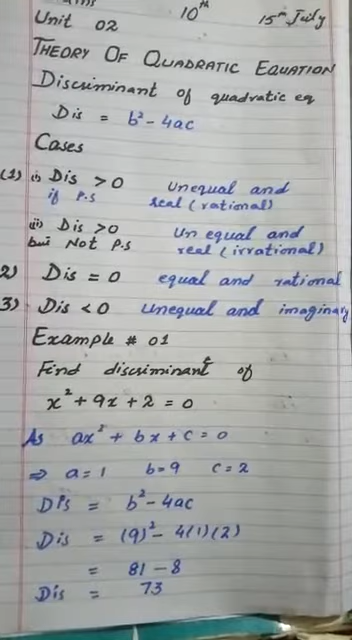 10th 15th July
Unit 02
THEORY OF QUADRATIC EQUATION
Discriminant of quadratic eq
Dis = b² - 4ac
Cases
(1) i) Dis > 0 Unequal and
if P.S real (rational)
ii) Dis > 0 Un equal and
but Not P.S real (irrational)
2) Dis = 0 equal and rational
3) Dis < 0 Unequal and imaginary
Example # 01
Find discriminant of
x² + 9x + 2 = 0
As ax² + bx + c = 0
⇒ a = 1 b = 9 c = 2
Dis = b² - 4ac
Dis = (9)² - 4(1)(2)
= 81 - 8
Dis = 73